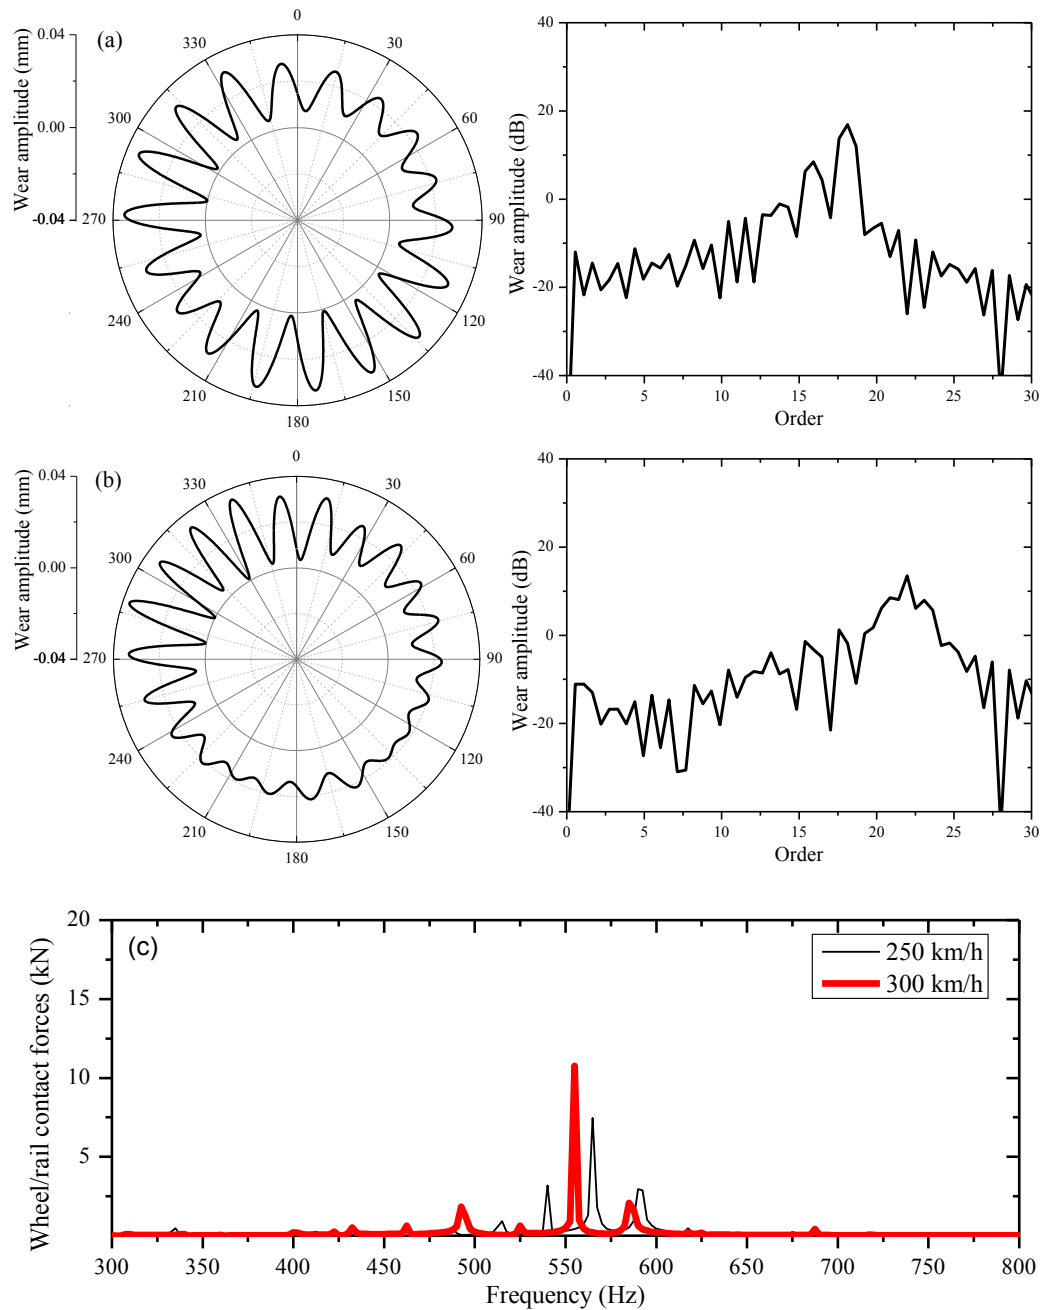 (a)
Wear amplitude (mm)
0.04
0.00
-0.04
0
30
60
90
120
150
180
210
240
270
300
330
Wear amplitude (dB)
40
20
0
-20
-40
0 5 10 15 20 25 30
Order
(b)
Wear amplitude (mm)
0.04
0.00
-0.04
0
30
60
90
120
150
180
210
240
270
300
330
Wear amplitude (dB)
40
20
0
-20
-40
0 5 10 15 20 25 30
Order
(c)
Wheel/rail contact forces (kN)
20
15
10
5
250 km/h
300 km/h
300 350 400 450 500 550 600 650 700 750 800
Frequency (Hz)